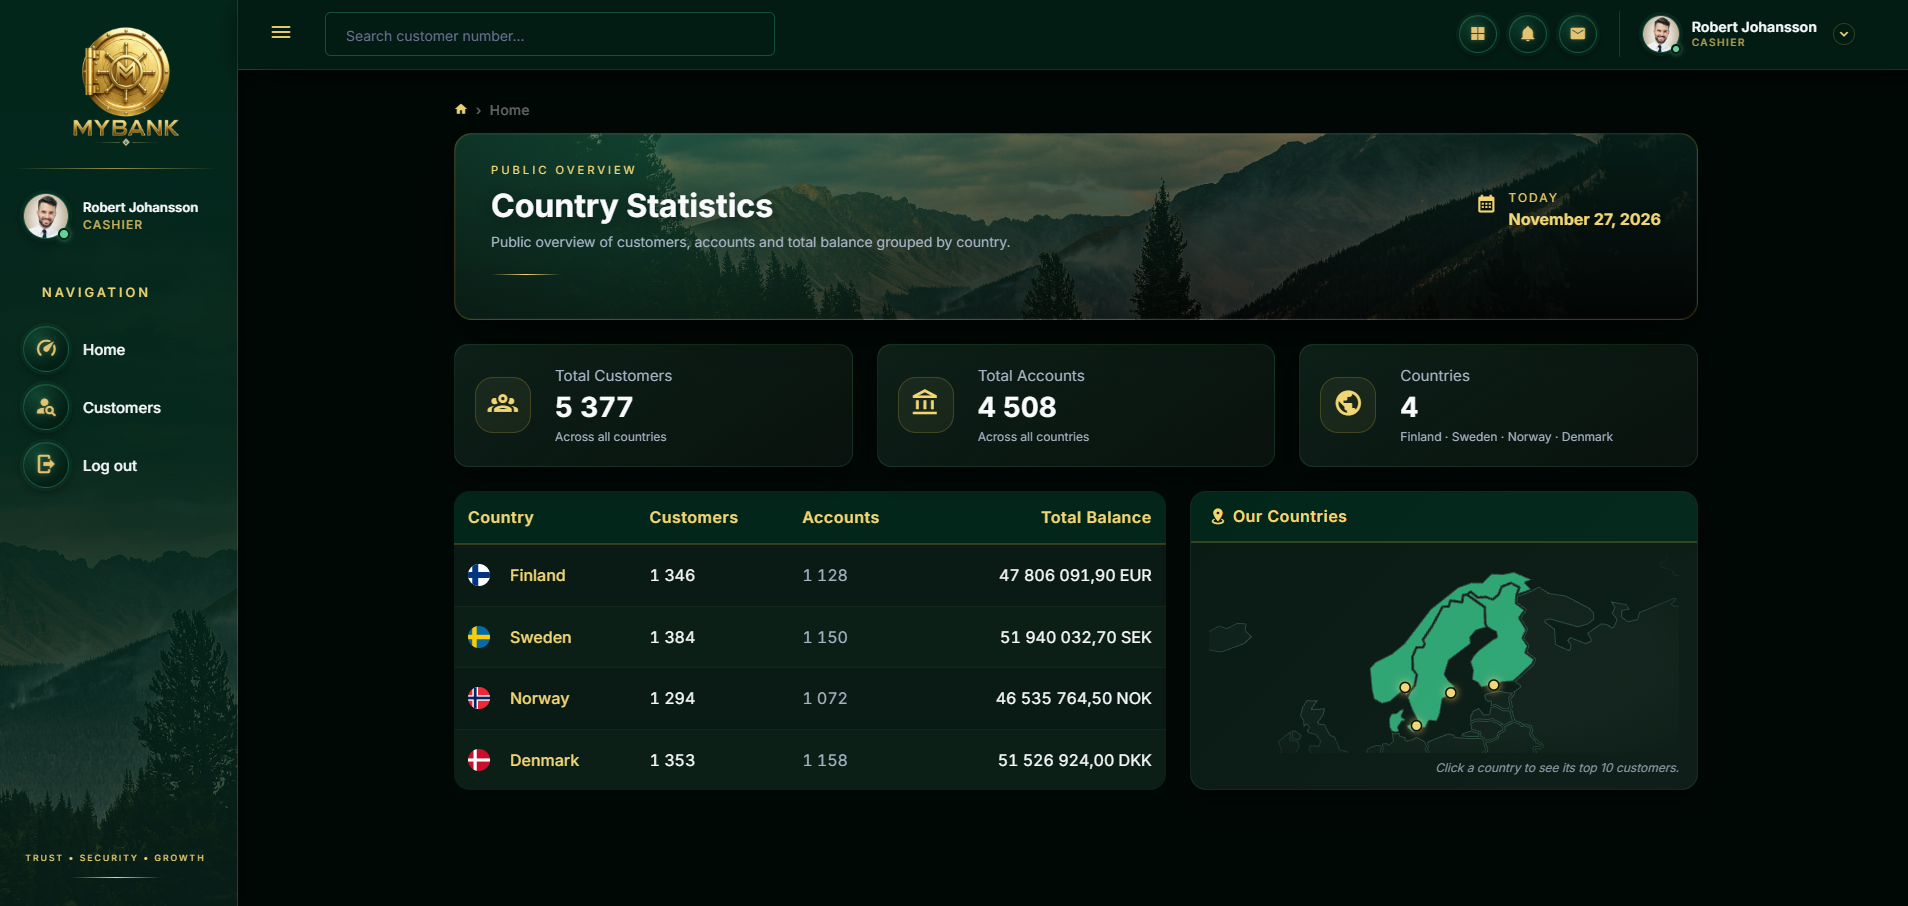 MYBANK
Robert Johansson
CASHIER
NAVIGATION
Home
Customers
Log out
TRUST • SECURITY • GROWTH
Search customer number...
Robert Johansson
CASHIER
› Home
PUBLIC OVERVIEW
Country Statistics
Public overview of customers, accounts and total balance grouped by country.
TODAY
November 27, 2026
Total Customers
5 377
Across all countries
Total Accounts
4 508
Across all countries
Countries
4
Finland · Sweden · Norway · Denmark
Country Customers Accounts Total Balance
Finland 1 346 1 128 47 806 091,90 EUR
Sweden 1 384 1 150 51 940 032,70 SEK
Norway 1 294 1 072 46 535 764,50 NOK
Denmark 1 353 1 158 51 526 924,00 DKK
Our Countries
Click a country to see its top 10 customers.